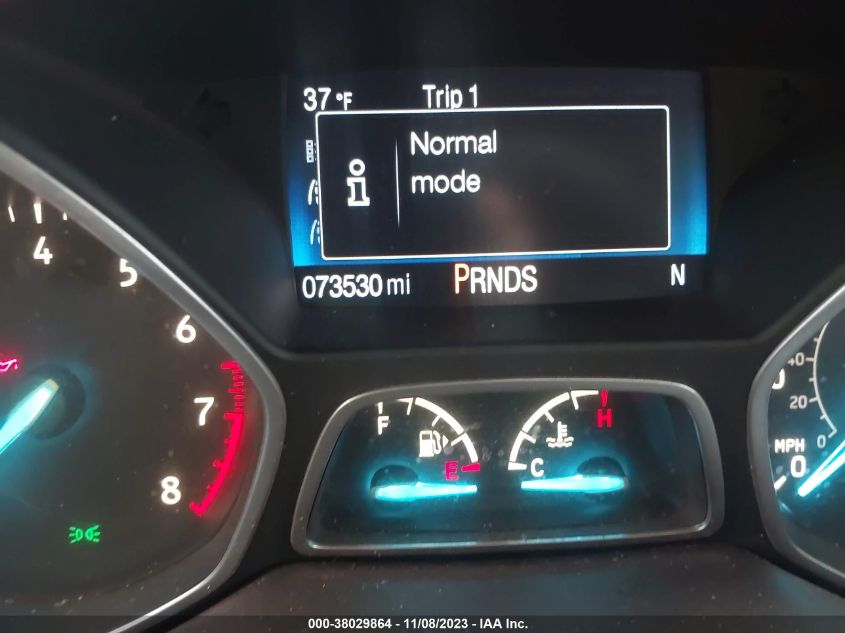 37 °F Trip 1
Normal
mode
073530 mi PRNDS N
4
5
6
7
8
F
E
H
C
40
20
0
MPH
0
000-38029864 - 11/08/2023 - IAA Inc.